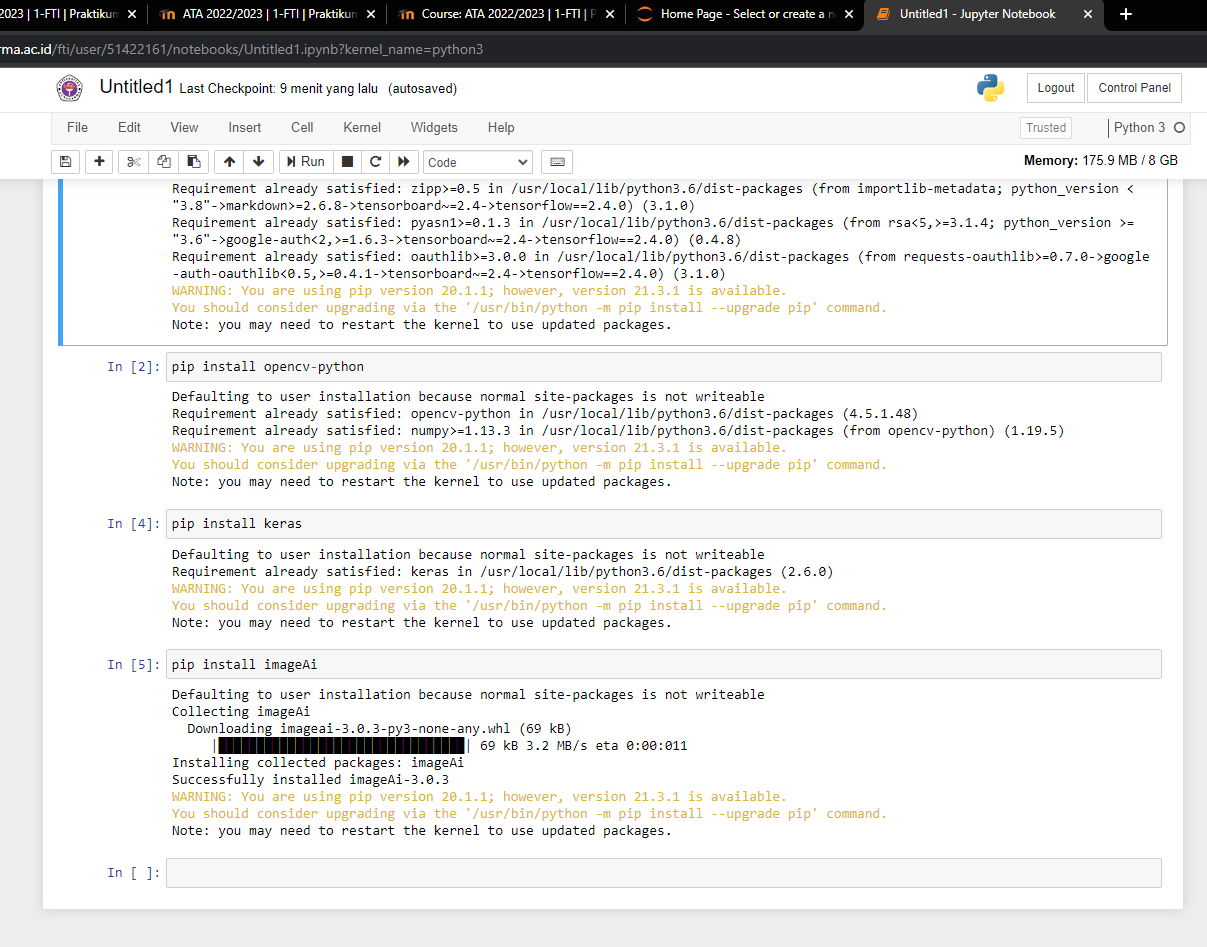 2023 | 1-FTI | Praktikum
ATA 2022/2023 | 1-FTI | Praktikum
Course: ATA 2022/2023 | 1-FTI | P
Home Page - Select or create a n
Untitled1 - Jupyter Notebook
rma.ac.id/fti/user/51422161/notebooks/Untitled1.ipynb?kernel_name=python3
Untitled1 Last Checkpoint: 9 menit yang lalu (autosaved)
Logout
Control Panel
File Edit View Insert Cell Kernel Widgets Help
Trusted
Python 3
Run
Code
Memory: 175.9 MB / 8 GB
Requirement already satisfied: zipp>=0.5 in /usr/local/lib/python3.6/dist-packages (from importlib-metadata; python_version <
"3.8"->markdown>=2.6.8->tensorboard~=2.4->tensorflow==2.4.0) (3.1.0)
Requirement already satisfied: pyasn1>=0.1.3 in /usr/local/lib/python3.6/dist-packages (from rsa<5,>=3.1.4; python_version >=
"3.6"->google-auth<2,>=1.6.3->tensorboard~=2.4->tensorflow==2.4.0) (0.4.8)
Requirement already satisfied: oauthlib>=3.0.0 in /usr/local/lib/python3.6/dist-packages (from requests-oauthlib>=0.7.0->google
-auth-oauthlib<0.5,>=0.4.1->tensorboard~=2.4->tensorflow==2.4.0) (3.1.0)
WARNING: You are using pip version 20.1.1; however, version 21.3.1 is available.
You should consider upgrading via the '/usr/bin/python -m pip install --upgrade pip' command.
Note: you may need to restart the kernel to use updated packages.
In [2]: pip install opencv-python
Defaulting to user installation because normal site-packages is not writeable
Requirement already satisfied: opencv-python in /usr/local/lib/python3.6/dist-packages (4.5.1.48)
Requirement already satisfied: numpy>=1.13.3 in /usr/local/lib/python3.6/dist-packages (from opencv-python) (1.19.5)
WARNING: You are using pip version 20.1.1; however, version 21.3.1 is available.
You should consider upgrading via the '/usr/bin/python -m pip install --upgrade pip' command.
Note: you may need to restart the kernel to use updated packages.
In [4]: pip install keras
Defaulting to user installation because normal site-packages is not writeable
Requirement already satisfied: keras in /usr/local/lib/python3.6/dist-packages (2.6.0)
WARNING: You are using pip version 20.1.1; however, version 21.3.1 is available.
You should consider upgrading via the '/usr/bin/python -m pip install --upgrade pip' command.
Note: you may need to restart the kernel to use updated packages.
In [5]: pip install imageAi
Defaulting to user installation because normal site-packages is not writeable
Collecting imageAi
Downloading imageai-3.0.3-py3-none-any.whl (69 kB)
| | 69 kB 3.2 MB/s eta 0:00:011
Installing collected packages: imageAi
Successfully installed imageAi-3.0.3
WARNING: You are using pip version 20.1.1; however, version 21.3.1 is available.
You should consider upgrading via the '/usr/bin/python -m pip install --upgrade pip' command.
Note: you may need to restart the kernel to use updated packages.
In [ ]: